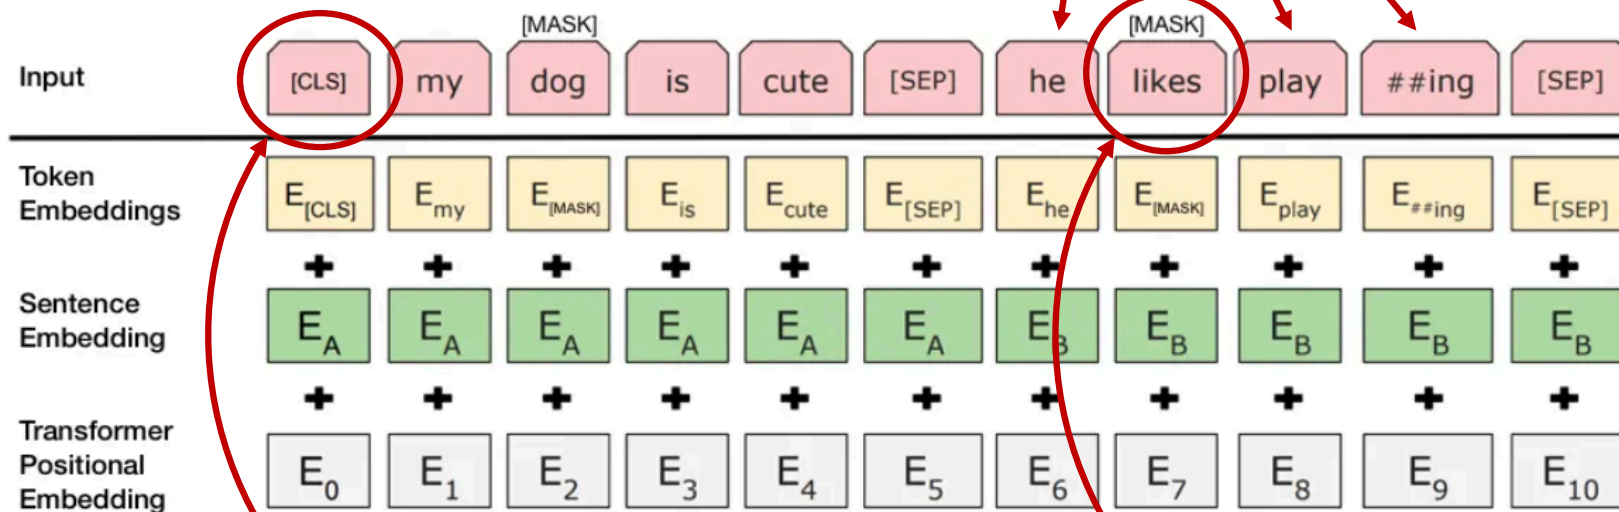 [MASK] [MASK]
Input [CLS] my dog is cute [SEP] he likes play ##ing [SEP]
Token
Embeddings
E[CLS] Emy E[MASK] Eis Ecute E[SEP] Ehe E[MASK] Eplay E##ing E[SEP]
+ + + + + + + + + + +
Sentence
Embedding
EA EA EA EA EA EA EB EB EB EB EB
+ + + + + + + + + + +
Transformer
Positional
Embedding
E0 E1 E2 E3 E4 E5 E6 E7 E8 E9 E10